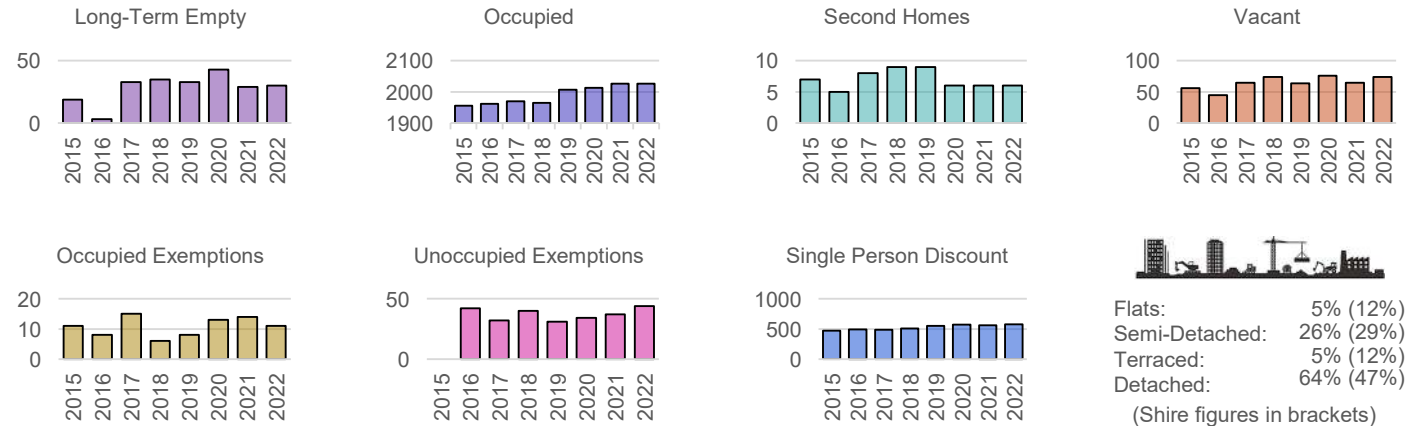 Long-Term Empty
50
0
2015 2016 2017 2018 2019 2020 2021 2022
Occupied
2100
2000
1900
2015 2016 2017 2018 2019 2020 2021 2022
Second Homes
10
5
0
2015 2016 2017 2018 2019 2020 2021 2022
Vacant
100
50
0
2015 2016 2017 2018 2019 2020 2021 2022
Occupied Exemptions
20
10
0
2015 2016 2017 2018 2019 2020 2021 2022
Unoccupied Exemptions
50
0
2015 2016 2017 2018 2019 2020 2021 2022
Single Person Discount
1000
500
0
2015 2016 2017 2018 2019 2020 2021 2022
Flats: 5% (12%)
Semi-Detached: 26% (29%)
Terraced: 5% (12%)
Detached: 64% (47%)
(Shire figures in brackets)